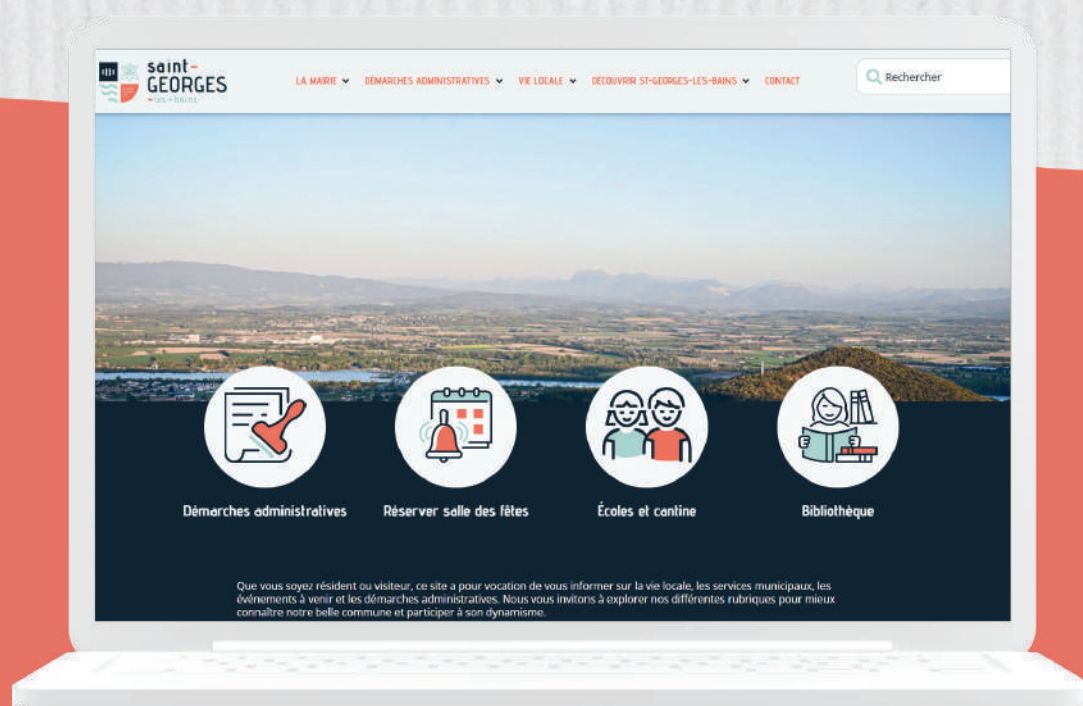 saint-
GEORGES
-les-bains
LA MAIRIE
DÉMARCHES ADMINISTRATIVES
VIE LOCALE
DÉCOUVRIR ST-GEORGES-LES-BAINS
CONTACT
Rechercher
Démarches administratives
Réserver salle des fêtes
Écoles et cantine
Bibliothèque
Que vous soyez résident ou visiteur, ce site a pour vocation de vous informer sur la vie locale, les services municipaux, les
événements à venir et les démarches administratives. Nous vous invitons à explorer nos différentes rubriques pour mieux
connaître notre belle commune et participer à son dynamisme.